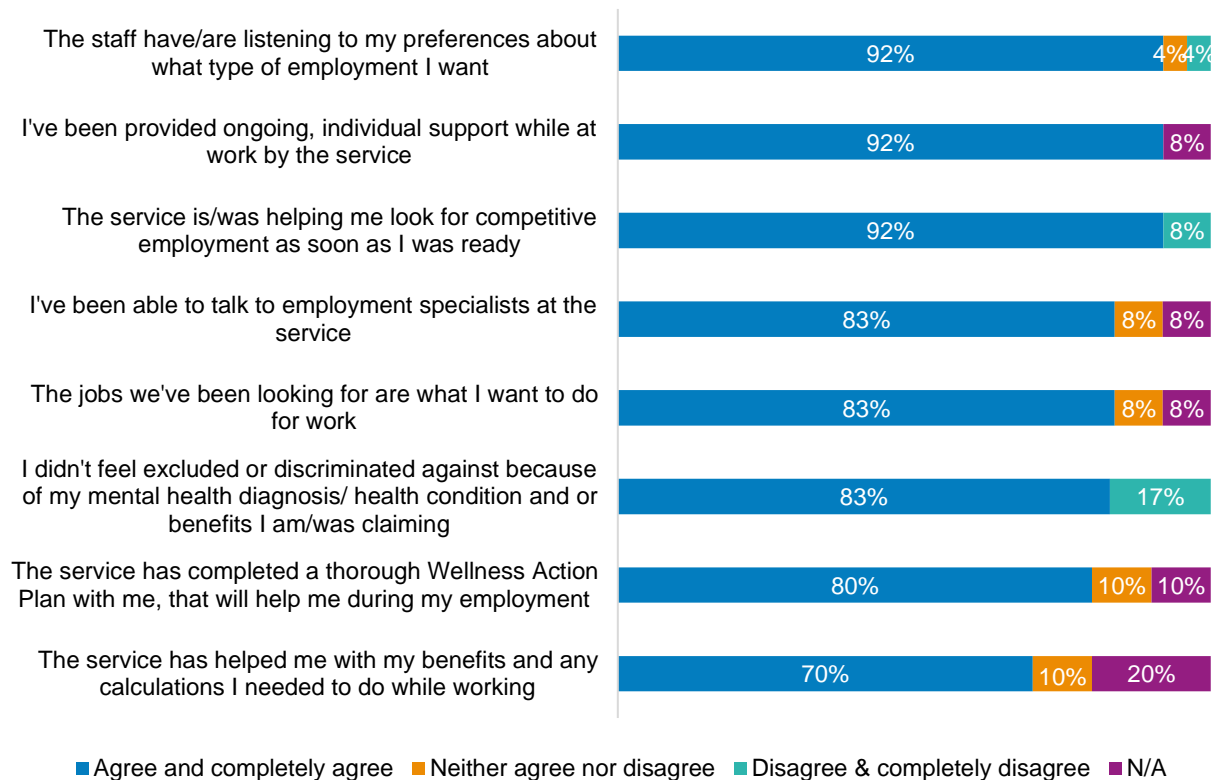 The staff have/are listening to my preferences about
what type of employment I want
92% 4% 4%
I've been provided ongoing, individual support while at
work by the service
92% 8%
The service is/was helping me look for competitive
employment as soon as I was ready
92% 8%
I've been able to talk to employment specialists at the
service
83% 8% 8%
The jobs we've been looking for are what I want to do
for work
83% 8% 8%
I didn't feel excluded or discriminated against because
of my mental health diagnosis/ health condition and or
benefits I am/was claiming
83% 17%
The service has completed a thorough Wellness Action
Plan with me, that will help me during my employment
80% 10% 10%
The service has helped me with my benefits and any
calculations I needed to do while working
70% 10% 20%
Agree and completely agree Neither agree nor disagree Disagree & completely disagree N/A